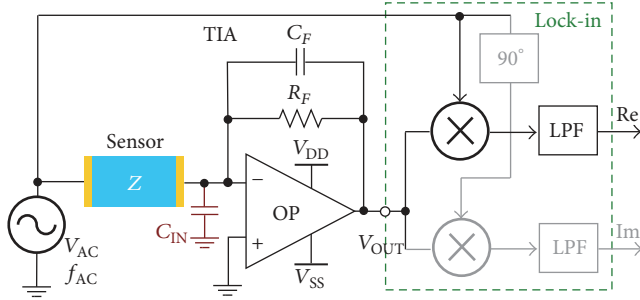 TIA
Lock-in
C_F
90°
R_F
Sensor
LPF
Re
V_DD
Z
−
OP
C_IN
+
V_AC
f_AC
V_OUT
V_SS
LPF
Im